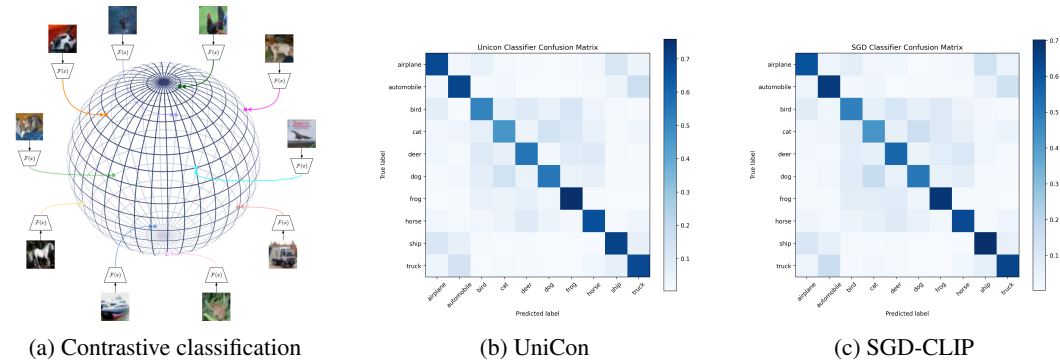 F(x)
F(x)
F(x)
F(x)
F(x)
F(x)
F(x)
F(x)
F(x)
F(x)
(a) Contrastive classification
Unicon Classifier Confusion Matrix
True label
airplane
automobile
bird
cat
deer
dog
frog
horse
ship
truck
airplane
automobile
bird
cat
deer
dog
frog
horse
ship
truck
Predicted label
0.7
0.6
0.5
0.4
0.3
0.2
0.1
(b) UniCon
SGD Classifier Confusion Matrix
True label
airplane
automobile
bird
cat
deer
dog
frog
horse
ship
truck
airplane
automobile
bird
cat
deer
dog
frog
horse
ship
truck
Predicted label
0.7
0.6
0.5
0.4
0.3
0.2
0.1
(c) SGD-CLIP